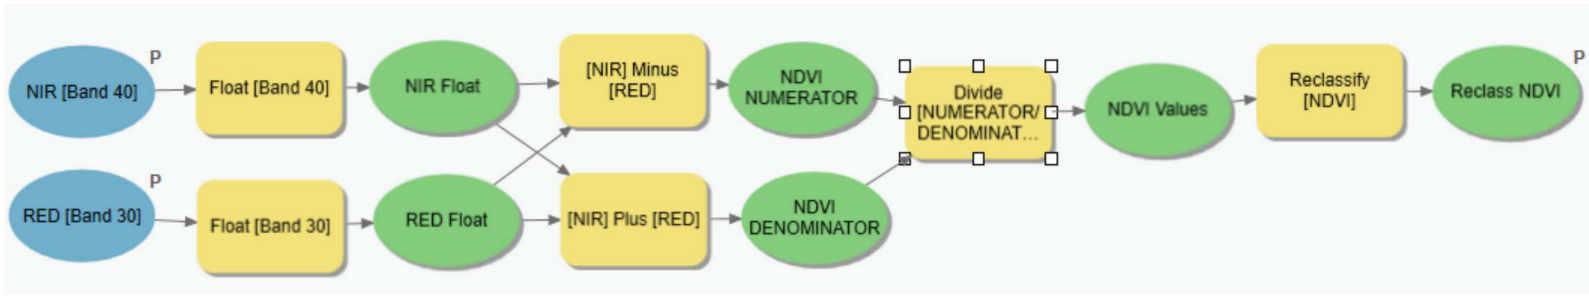 P
NIR [Band 40]
Float [Band 40]
NIR Float
[NIR] Minus
[RED]
NDVI
NUMERATOR
Divide
[NUMERATOR/
DENOMINAT...
NDVI Values
Reclassify
[NDVI]
Reclass NDVI
P
P
RED [Band 30]
Float [Band 30]
RED Float
[NIR] Plus [RED]
NDVI
DENOMINATOR